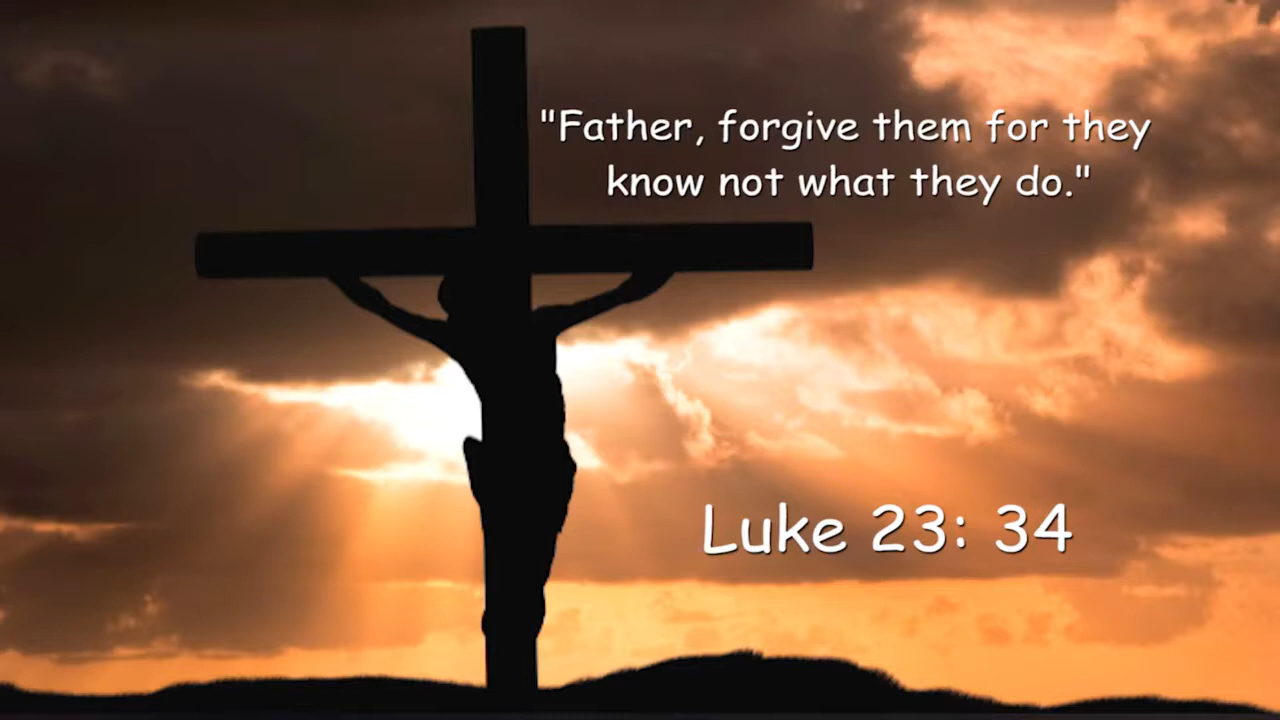 "Father, forgive them for they
know not what they do."
Luke 23: 34